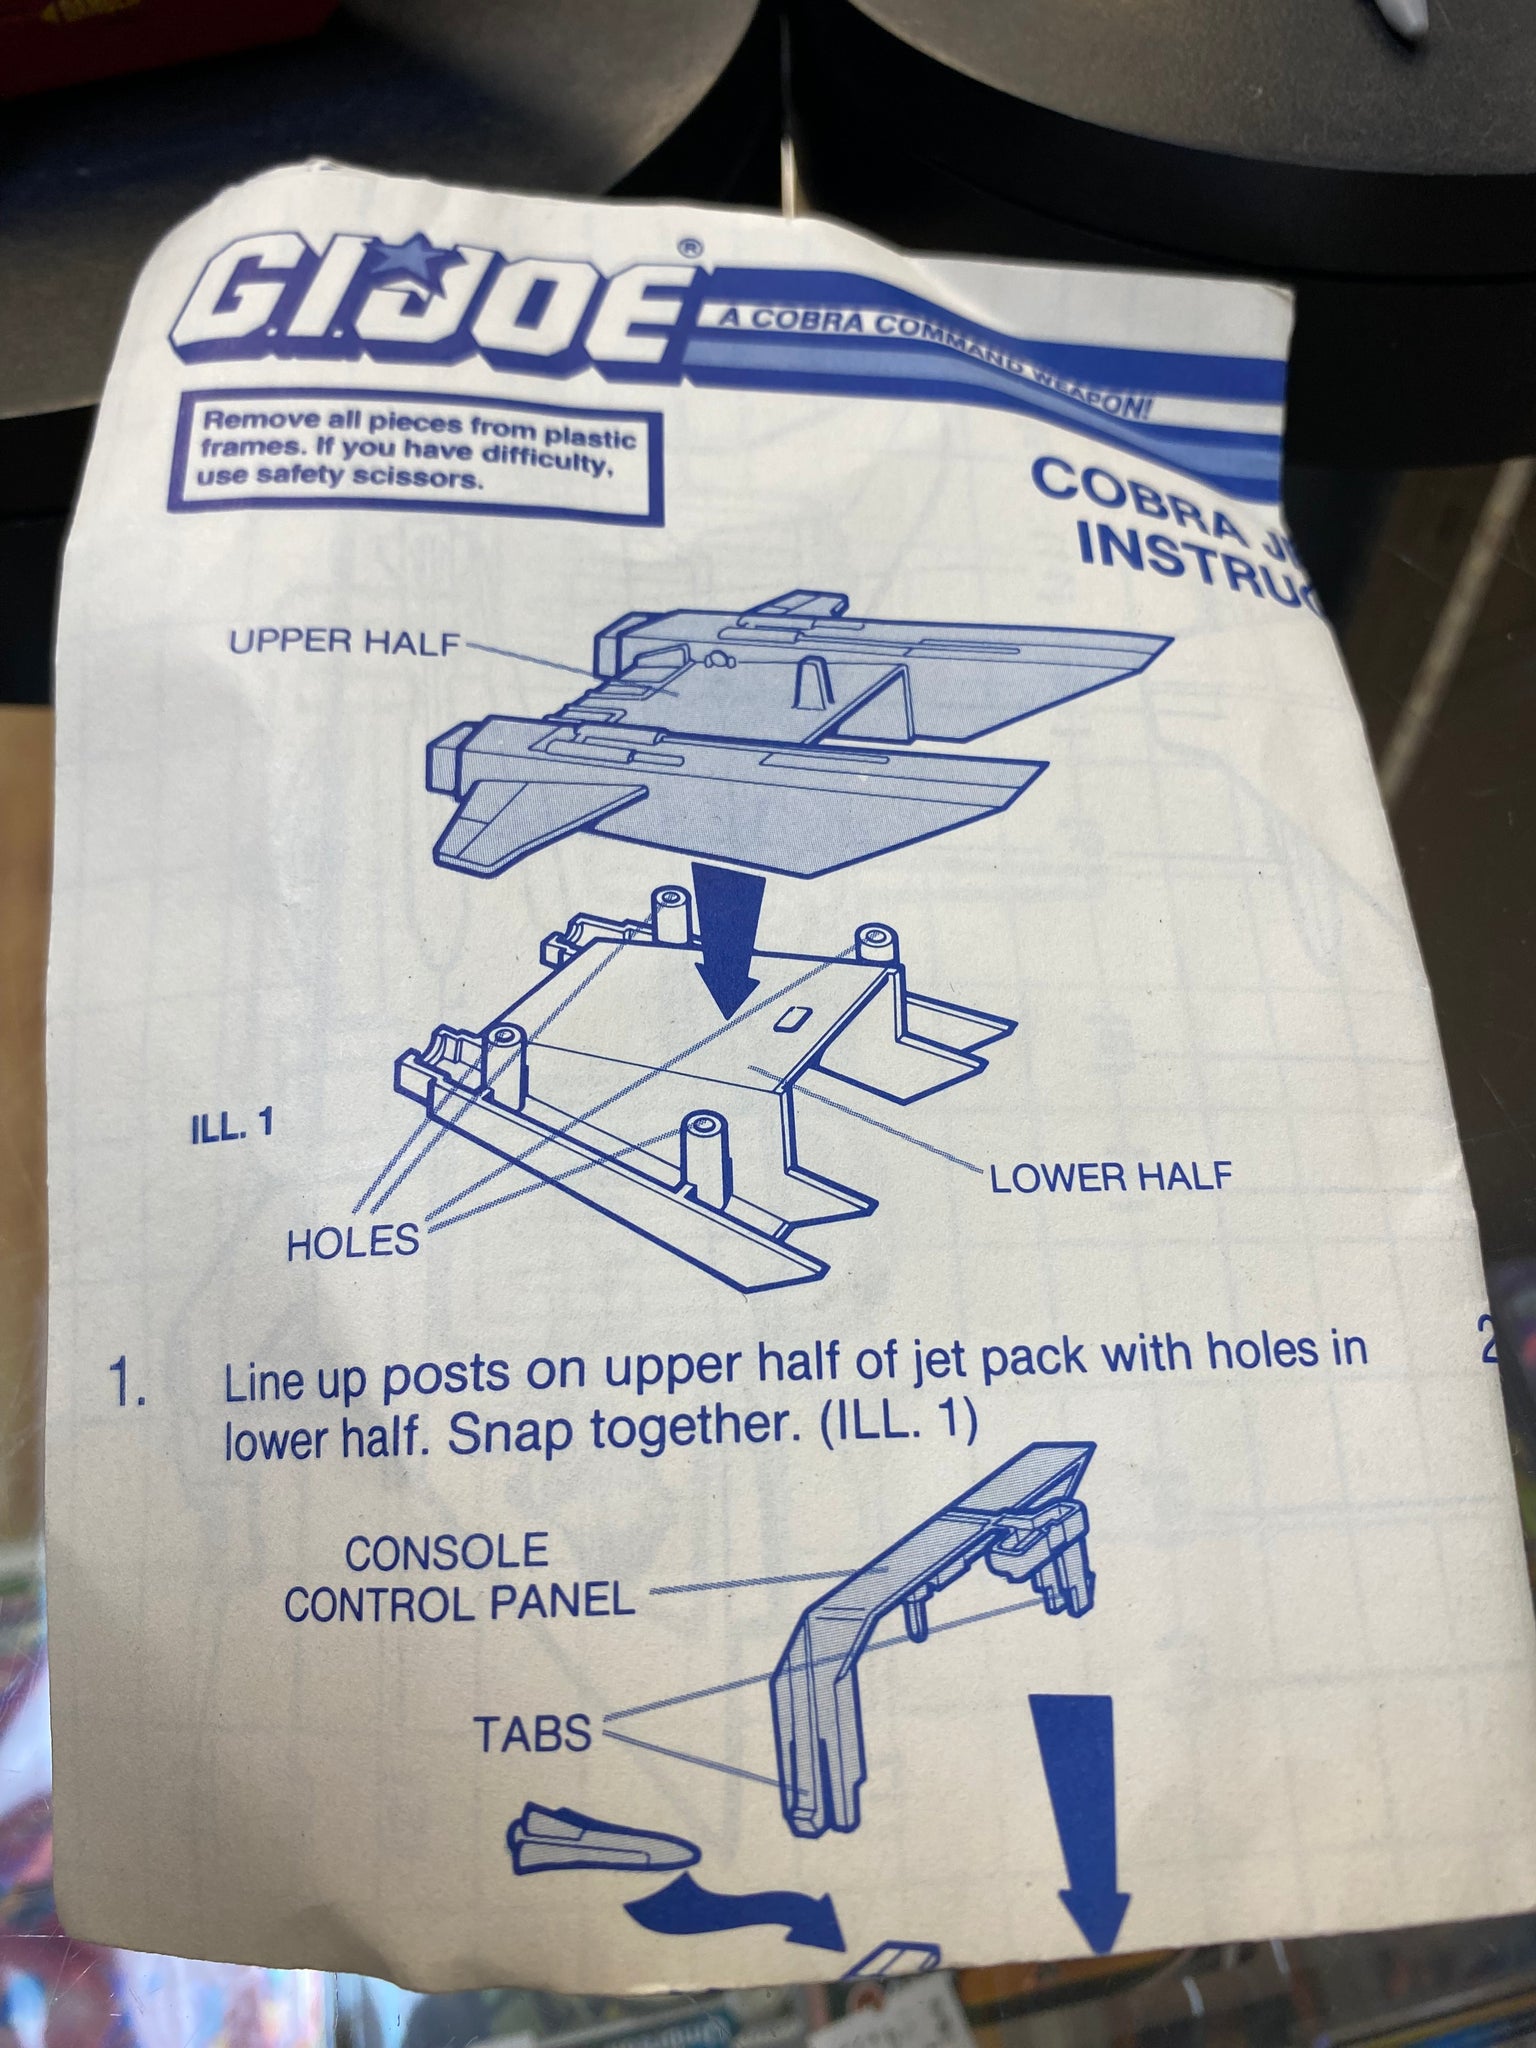 G.I.JOE®
A COBRA COMMAND WEAPON!
Remove all pieces from plastic
frames. If you have difficulty,
use safety scissors.
COBRA
UPPER HALF
ILL. 1
LOWER HALF
HOLES
1. Line up posts on upper half of jet pack with holes in
lower half. Snap together. (ILL. 1)
2
CONSOLE
CONTROL PANEL
TABS